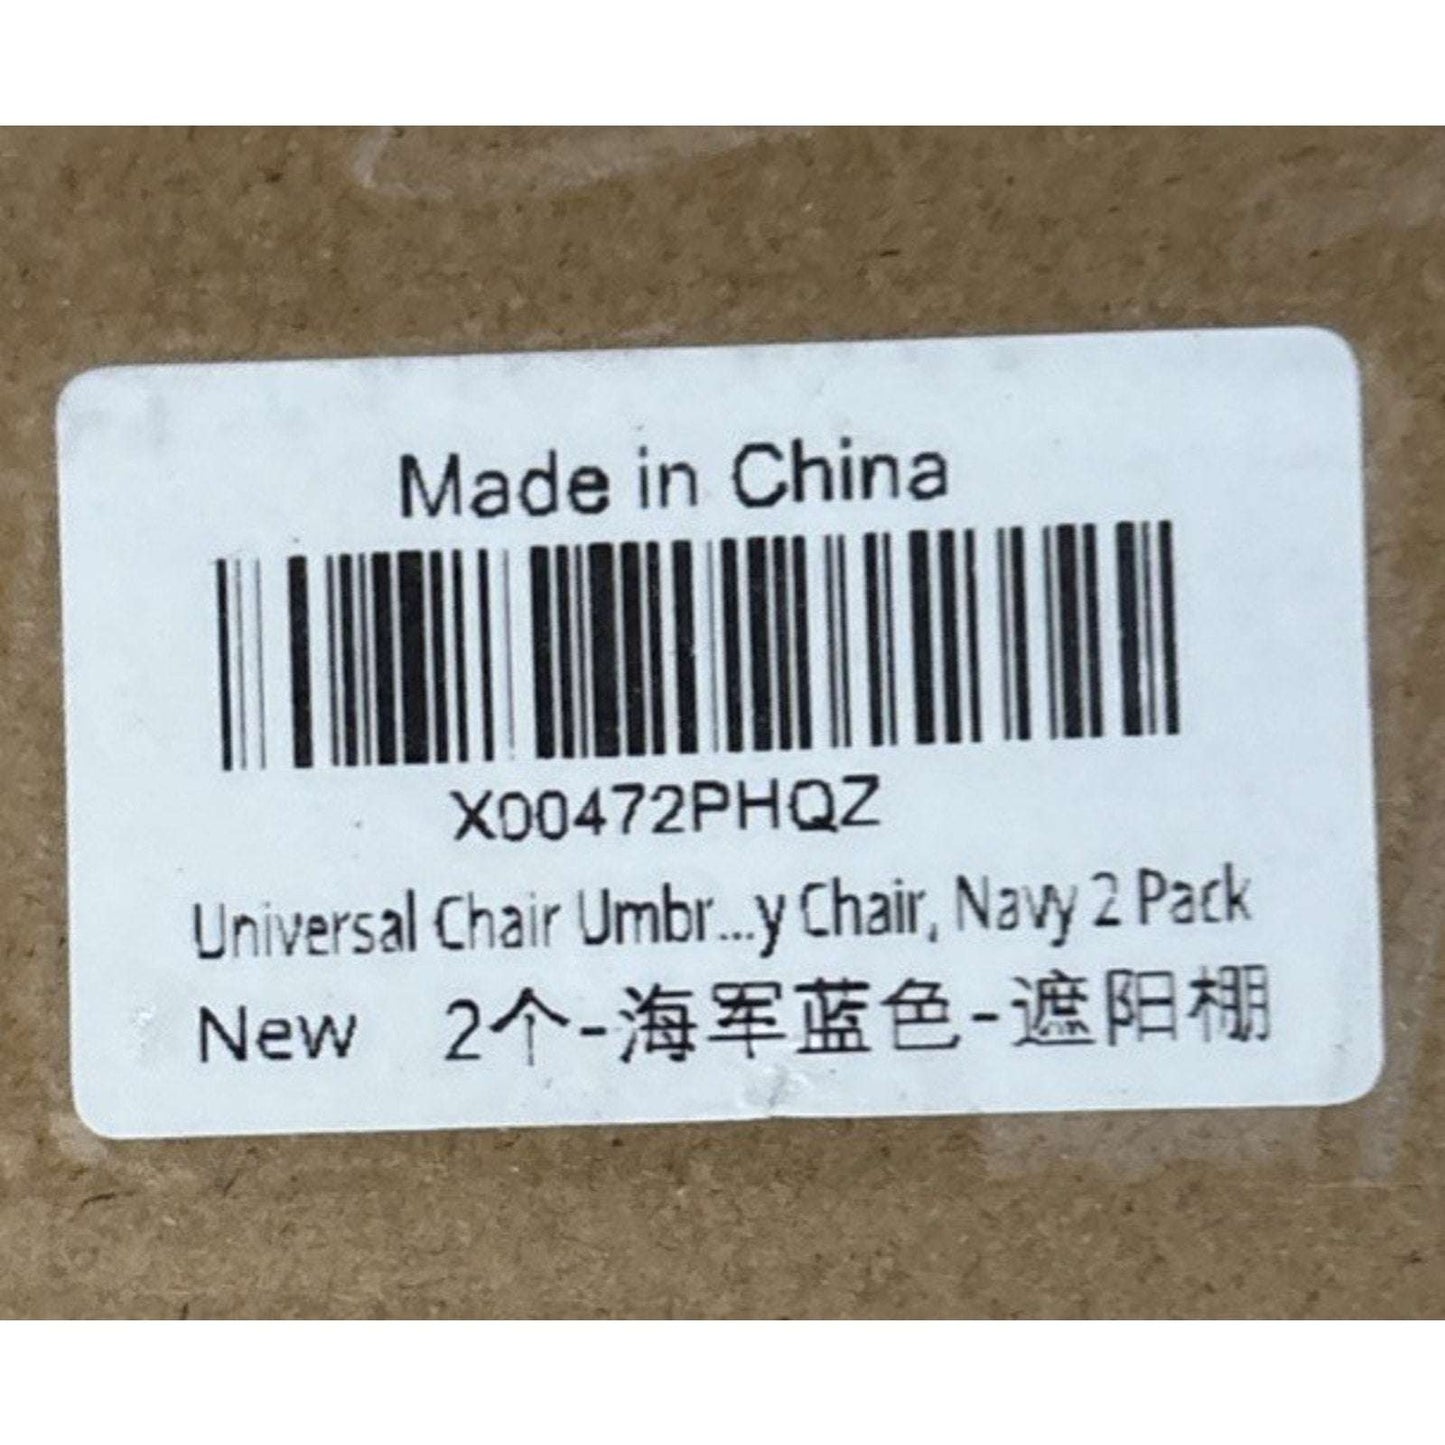 Made in China
X00472PHQZ
Universal Chair Umbr...y Chair, Navy 2 Pack
New 2个-海军蓝色-遮阳棚